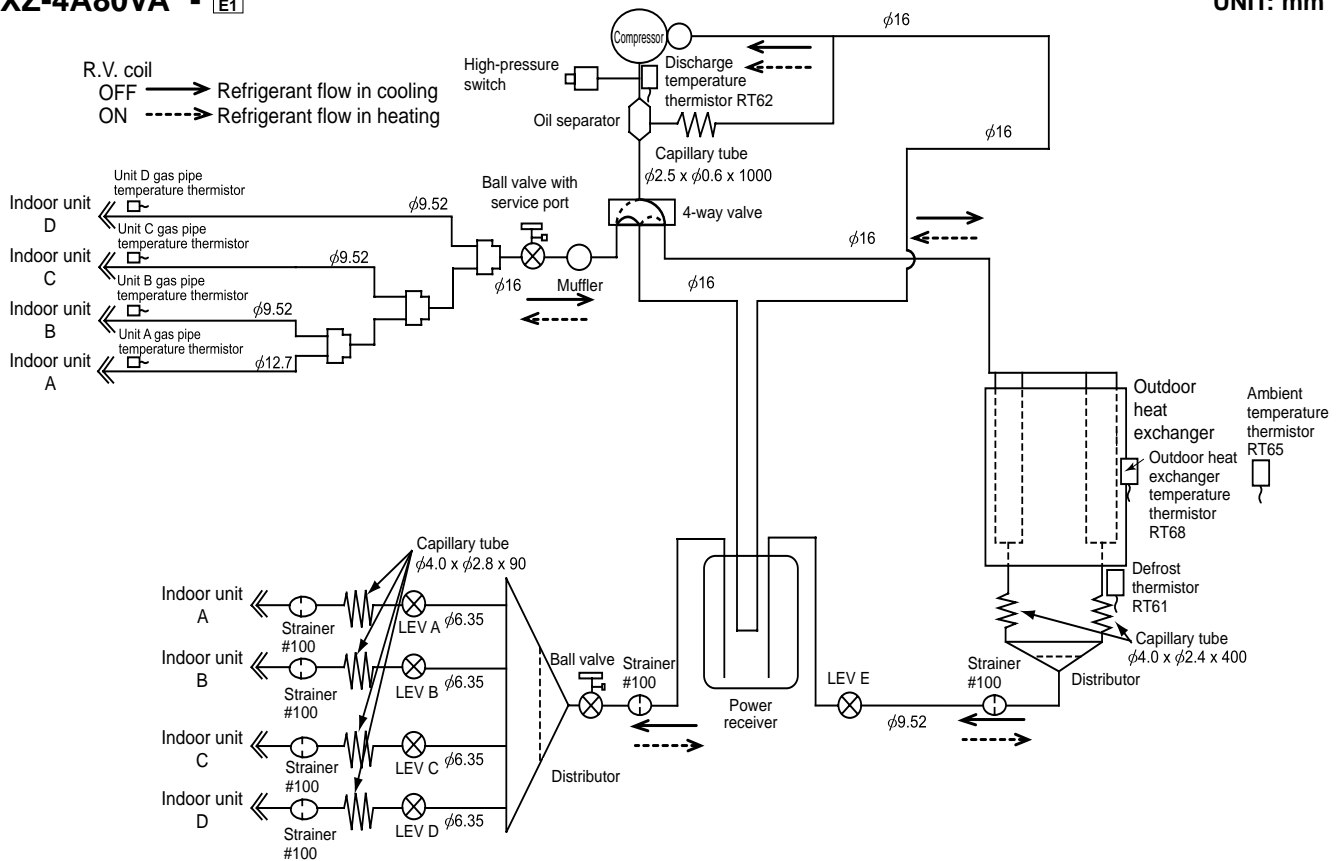 XZ-4A80VA - E1
UNIT: mm
R.V. coil
OFF Refrigerant flow in cooling
ON Refrigerant flow in heating
Compressor
ϕ16
High-pressure
switch
Discharge
temperature
thermistor RT62
Oil separator
Capillary tube
ϕ2.5 x ϕ0.6 x 1000
ϕ16
Ball valve with
service port
4-way valve
ϕ16
Muffler
ϕ16
ϕ16
Indoor unit
D
Unit D gas pipe
temperature thermistor
ϕ9.52
Indoor unit
C
Unit C gas pipe
temperature thermistor
ϕ9.52
Indoor unit
B
Unit B gas pipe
temperature thermistor
ϕ9.52
Indoor unit
A
Unit A gas pipe
temperature thermistor
ϕ12.7
Outdoor
heat
exchanger
Ambient
temperature
thermistor
RT65
Outdoor heat
exchanger
temperature
thermistor
RT68
Defrost
thermistor
RT61
Capillary tube
ϕ4.0 x ϕ2.4 x 400
Distributor
Strainer
#100
ϕ9.52
LEV E
Power
receiver
Strainer
#100
Ball valve
Distributor
Capillary tube
ϕ4.0 x ϕ2.8 x 90
Indoor unit
A
Strainer
#100
LEV A
ϕ6.35
Indoor unit
B
Strainer
#100
LEV B
ϕ6.35
Indoor unit
C
Strainer
#100
LEV C
ϕ6.35
Indoor unit
D
Strainer
#100
LEV D
ϕ6.35